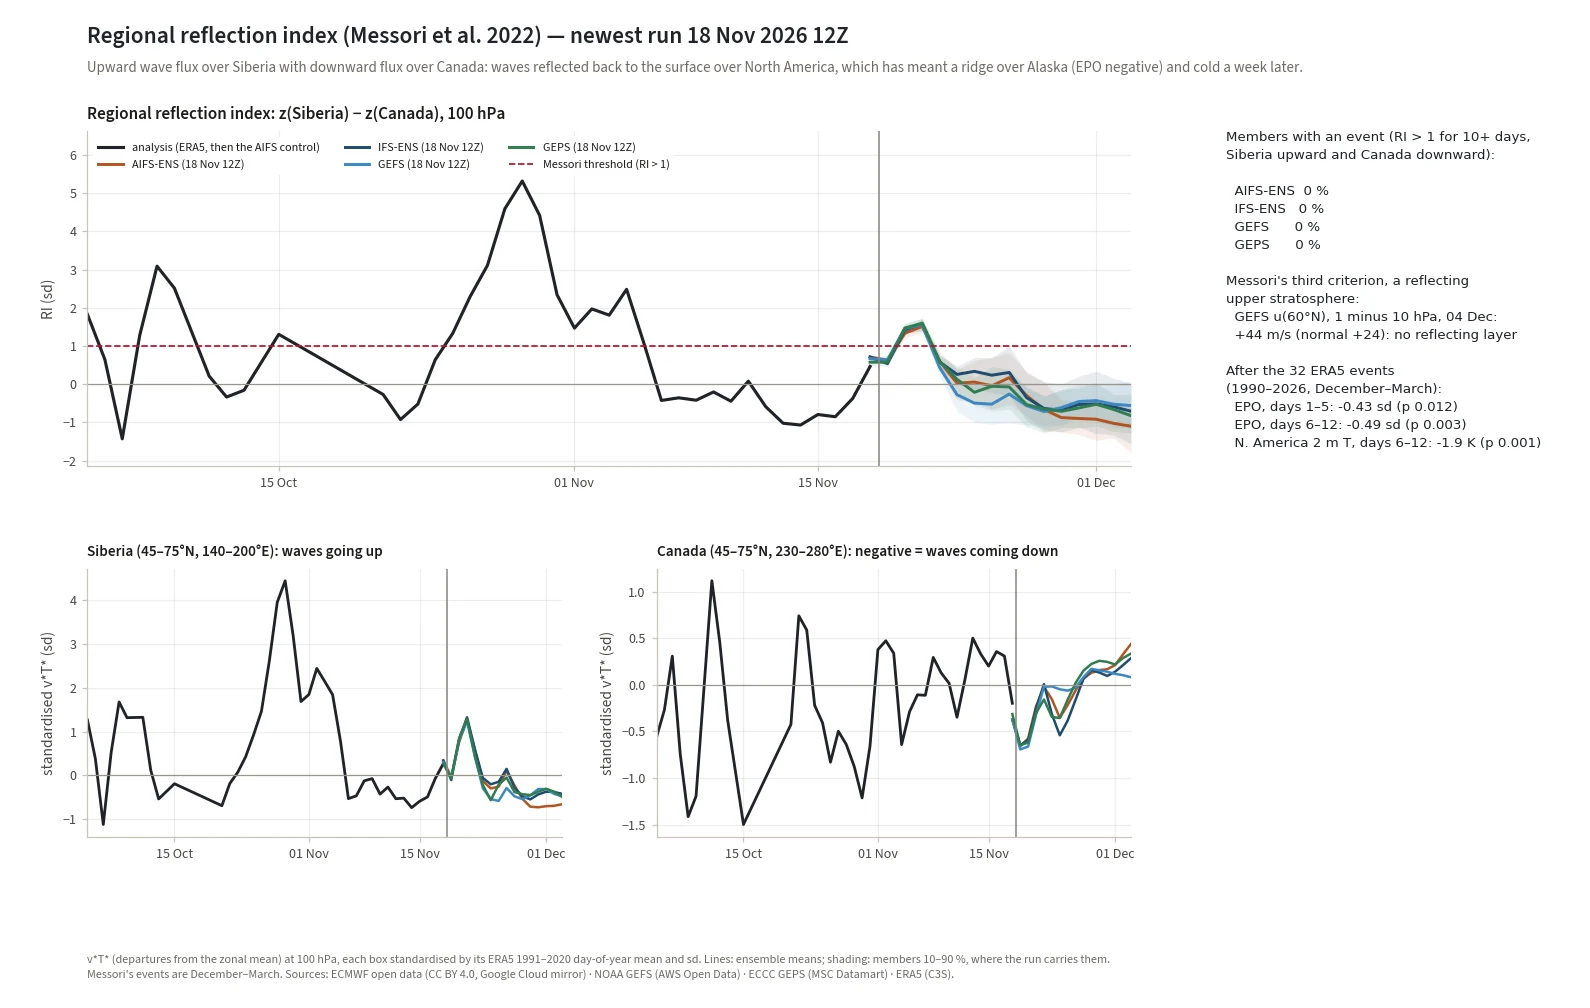 Regional reflection index (Messori et al. 2022) — newest run 18 Nov 2026 12Z
Upward wave flux over Siberia with downward flux over Canada: waves reflected back to the surface over North America, which has meant a ridge over Alaska (EPO negative) and cold a week later.
Regional reflection index: z(Siberia) − z(Canada), 100 hPa
analysis (ERA5, then the AIFS control)
AIFS-ENS (18 Nov 12Z)
IFS-ENS (18 Nov 12Z)
GEFS (18 Nov 12Z)
GEPS (18 Nov 12Z)
Messori threshold (RI > 1)
RI (sd)
6
5
4
3
2
1
0
−1
−2
15 Oct
01 Nov
15 Nov
01 Dec
Members with an event (RI > 1 for 10+ days,
Siberia upward and Canada downward):
AIFS-ENS 0 %
IFS-ENS 0 %
GEFS 0 %
GEPS 0 %
Messori's third criterion, a reflecting
upper stratosphere:
GEFS u(60°N), 1 minus 10 hPa, 04 Dec:
+44 m/s (normal +24): no reflecting layer
After the 32 ERA5 events
(1990–2026, December–March):
EPO, days 1–5: -0.43 sd (p 0.012)
EPO, days 6–12: -0.49 sd (p 0.003)
N. America 2 m T, days 6–12: -1.9 K (p 0.001)
Siberia (45–75°N, 140–200°E): waves going up
standardised v*T* (sd)
4
3
2
1
0
−1
15 Oct
01 Nov
15 Nov
01 Dec
Canada (45–75°N, 230–280°E): negative = waves coming down
standardised v*T* (sd)
1.0
0.5
0.0
−0.5
−1.0
−1.5
15 Oct
01 Nov
15 Nov
01 Dec
v*T* (departures from the zonal mean) at 100 hPa, each box standardised by its ERA5 1991–2020 day-of-year mean and sd. Lines: ensemble means; shading: members 10–90 %, where the run carries them.
Messori's events are December–March. Sources: ECMWF open data (CC BY 4.0, Google Cloud mirror) · NOAA GEFS (AWS Open Data) · ECCC GEPS (MSC Datamart) · ERA5 (C3S).